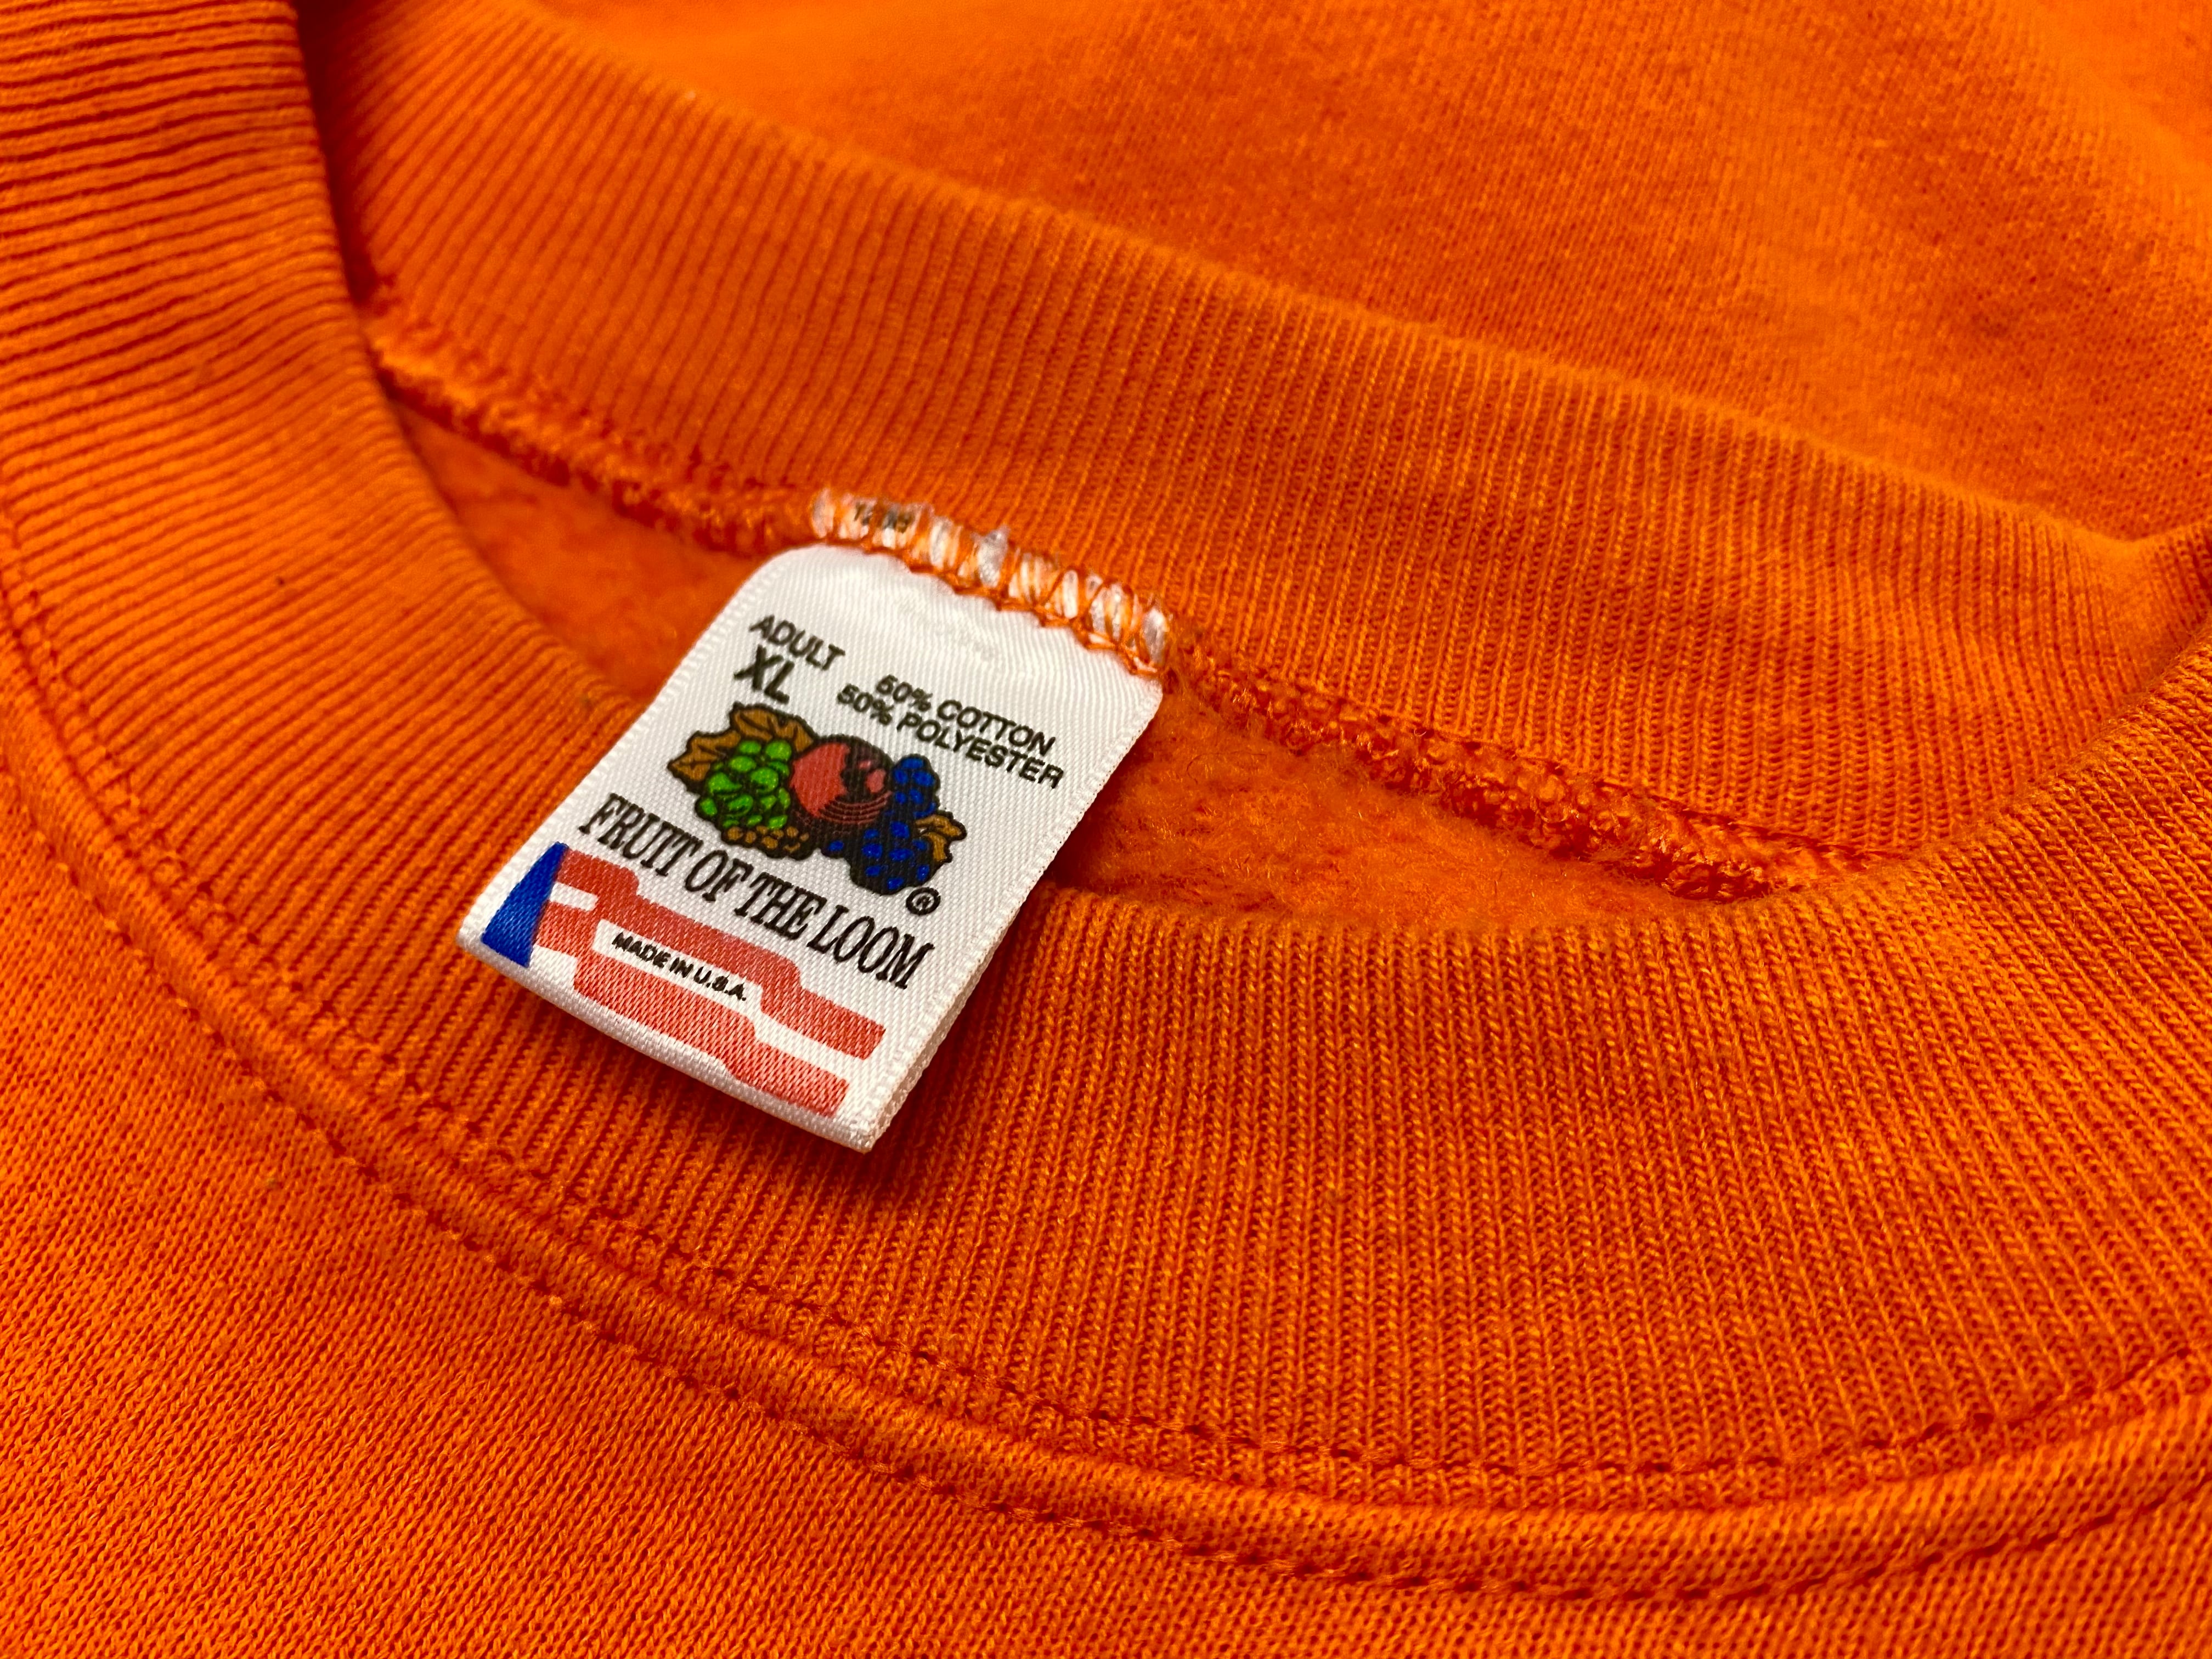 ADULT
XL
50% COTTON
50% POLYESTER
®
FRUIT OF THE LOOM
MADE IN U.S.A.